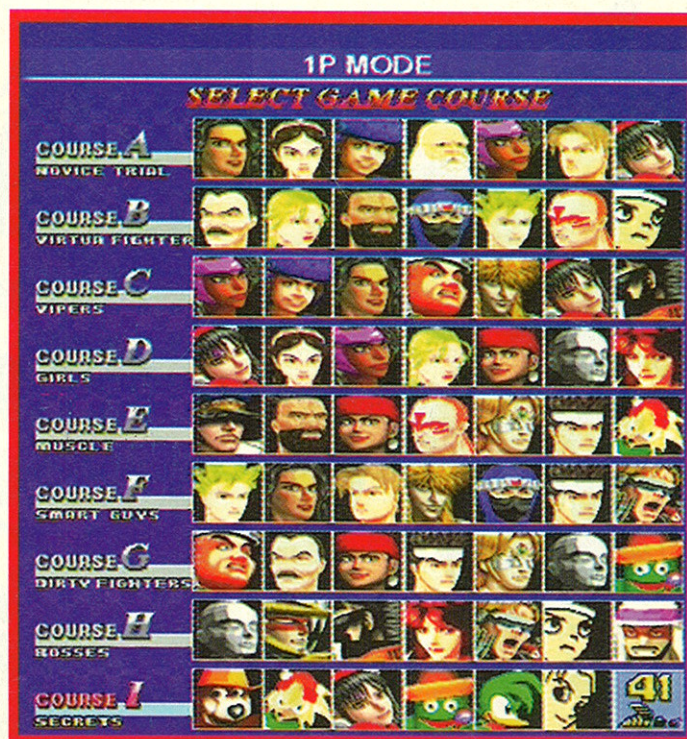 1P MODE
SELECT GAME COURSE
COURSE A
NOVICE TRIAL
COURSE B
VIRTUA FIGHTER
COURSE C
VIPERS
COURSE D
GIRLS
COURSE E
MUSCLE
COURSE F
SMART GUYS
COURSE G
DIRTY FIGHTERS
COURSE H
BOSSES
COURSE I
SECRETS
41